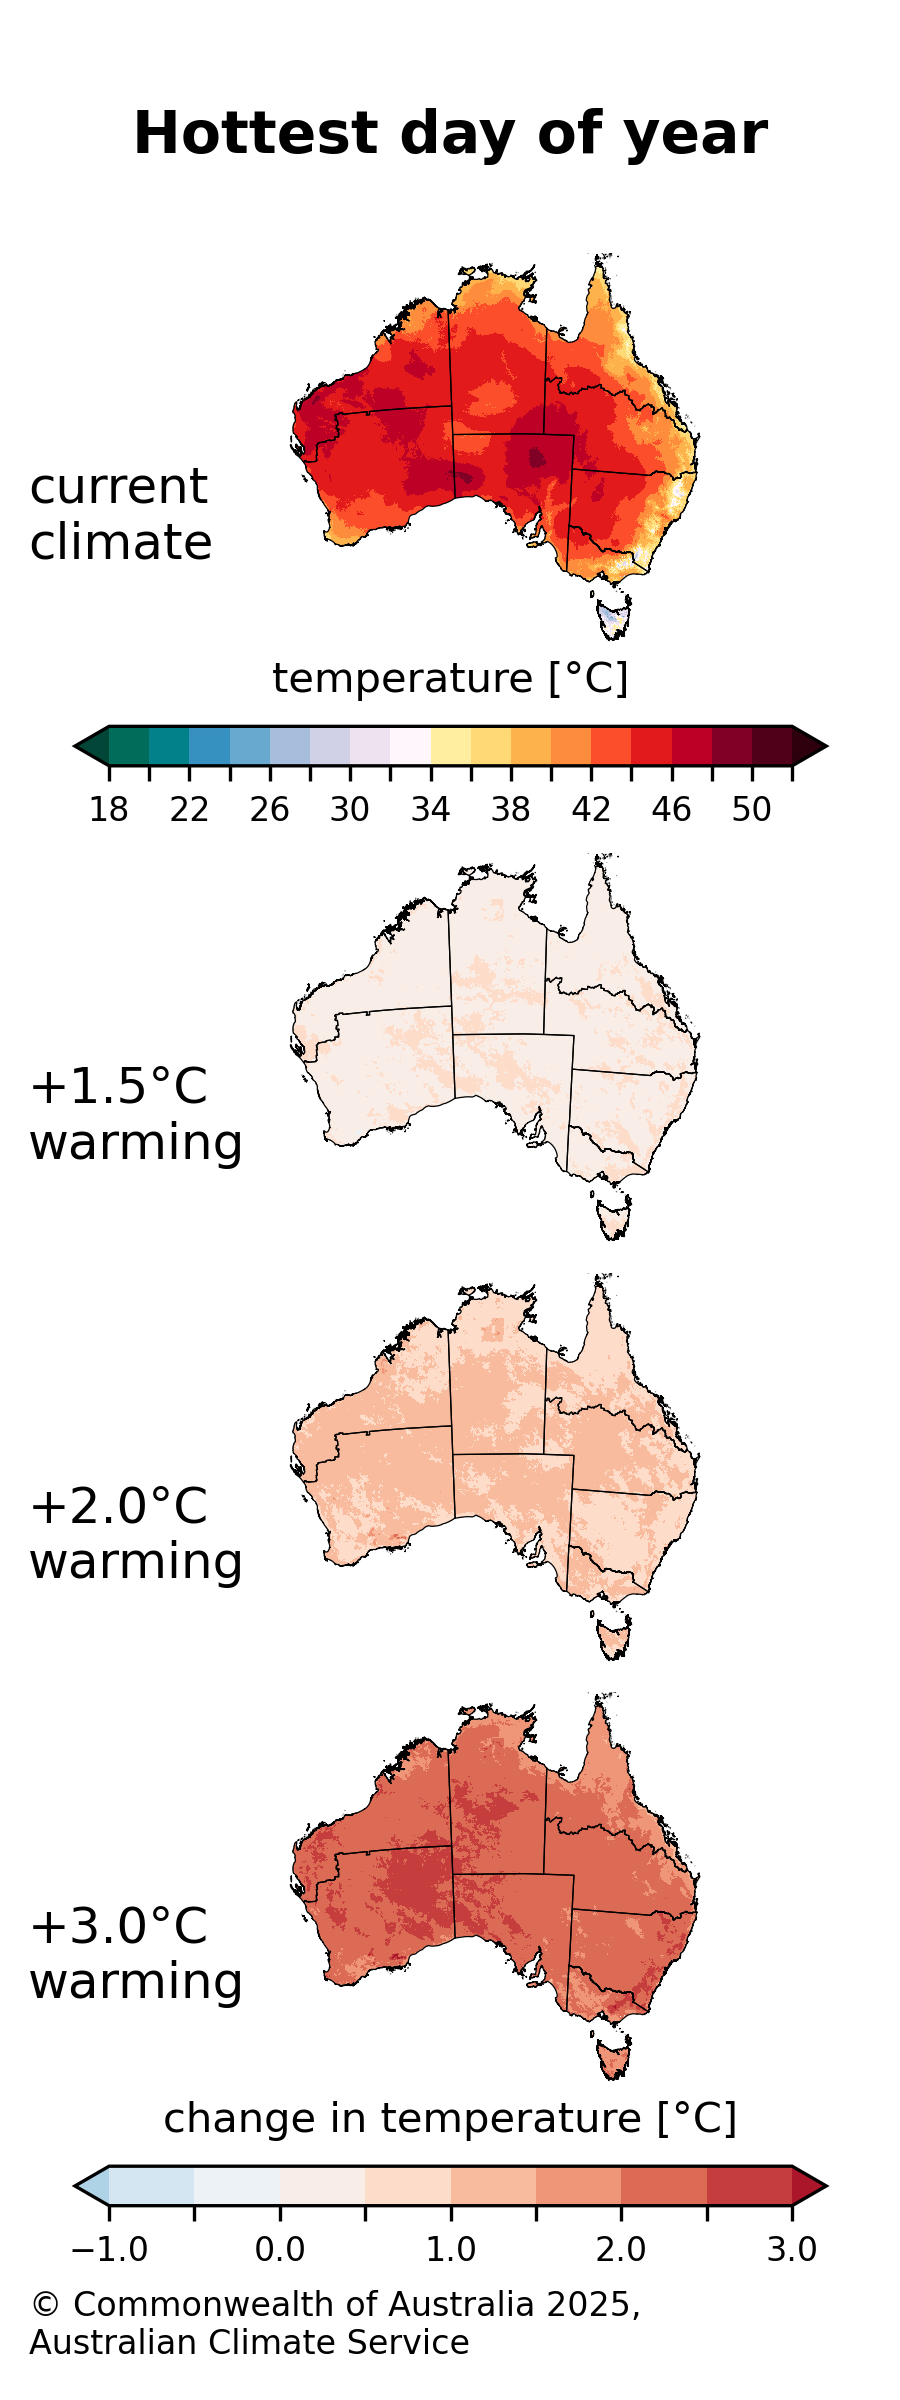 Hottest day of year
current
climate
temperature [°C]
18 22 26 30 34 38 42 46 50
+1.5°C
warming
+2.0°C
warming
+3.0°C
warming
change in temperature [°C]
−1.0 0.0 1.0 2.0 3.0
© Commonwealth of Australia 2025,
Australian Climate Service